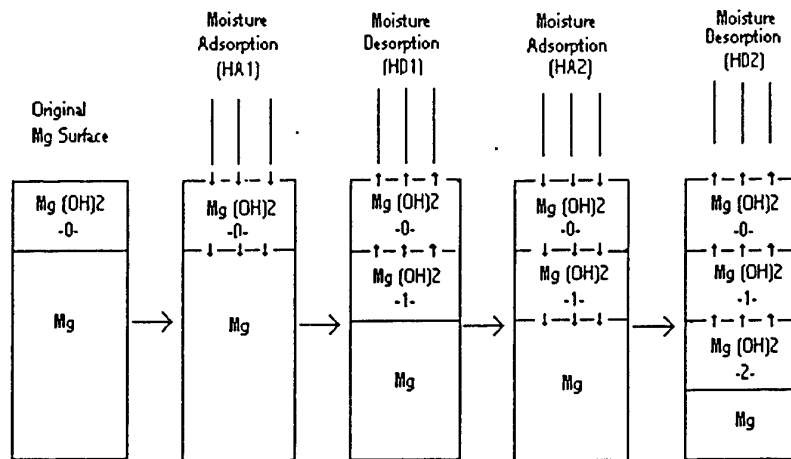 Original
Mg Surface
Mg (OH)2
-0-
Mg
Moisture
Adsorption
(HA1)
Mg (OH)2
-0-
Mg
Moisture
Desorption
(HD1)
Mg (OH)2
-0-
Mg (OH)2
-1-
Mg
Moisture
Adsorption
(HA2)
Mg (OH)2
-0-
Mg (OH)2
-1-
Mg
Moisture
Desorption
(HD2)
Mg (OH)2
-0-
Mg (OH)2
-1-
Mg (OH)2
-2-
Mg